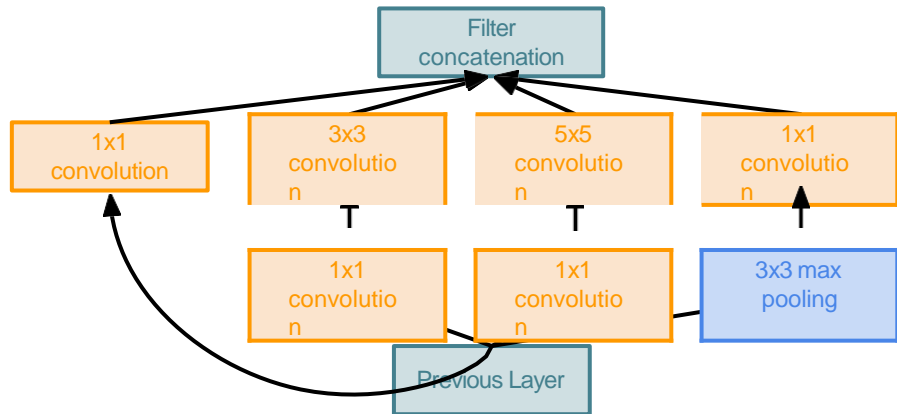 Filter
concatenation
1x1
convolution
3x3
convolutio
n
5x5
convolutio
n
1x1
convolutio
n
1x1
convolutio
n
1x1
convolutio
n
3x3 max
pooling
Previous Layer